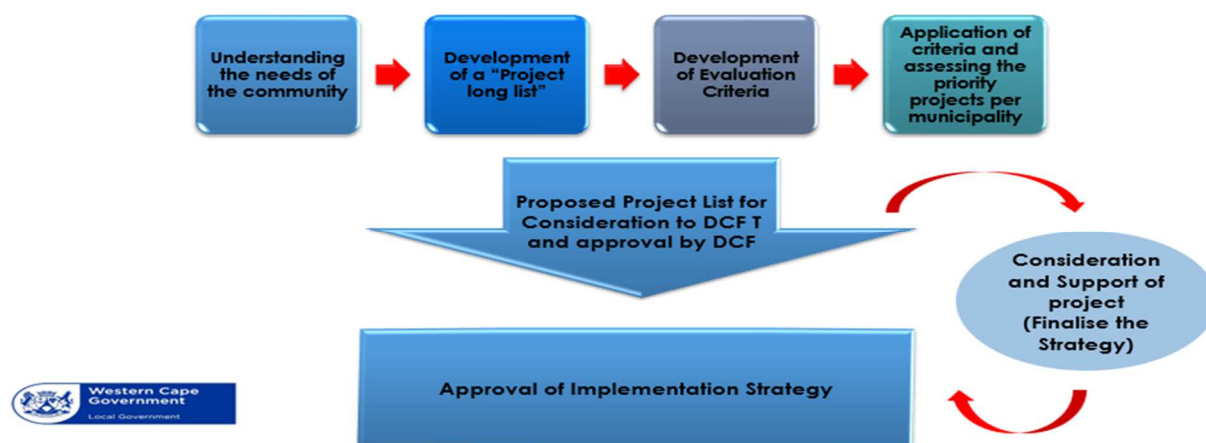 Understanding
the needs of
the community
Development
of a “Project
long list”
Development
of Evaluation
Criteria
Application of
criteria and
assessing the
priority
projects per
municipality
Proposed Project List for
Consideration to DCF T
and approval by DCF
Consideration
and Support of
project
(Finalise the
Strategy)
Approval of Implementation Strategy
Western Cape
Government
Local Government